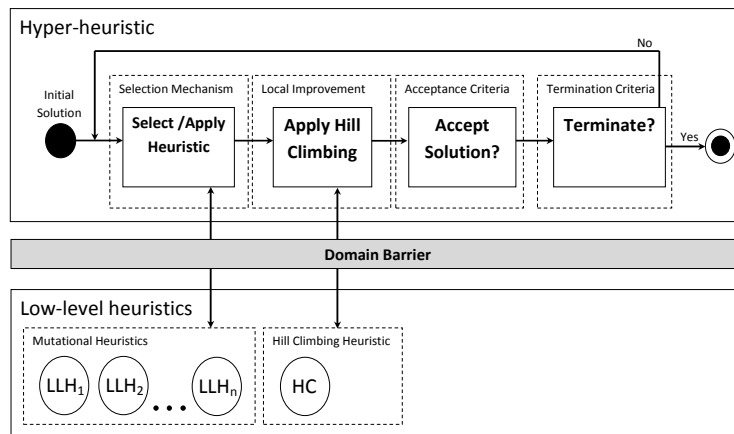 Hyper-heuristic
No
Initial
Solution
Selection Mechanism
Local Improvement
Acceptance Criteria
Termination Criteria
Select /Apply
Heuristic
Apply Hill
Climbing
Accept
Solution?
Terminate?
Yes
Domain Barrier
Low-level heuristics
Mutational Heuristics
Hill Climbing Heuristic
LLH1
LLH2
...
LLHn
HC